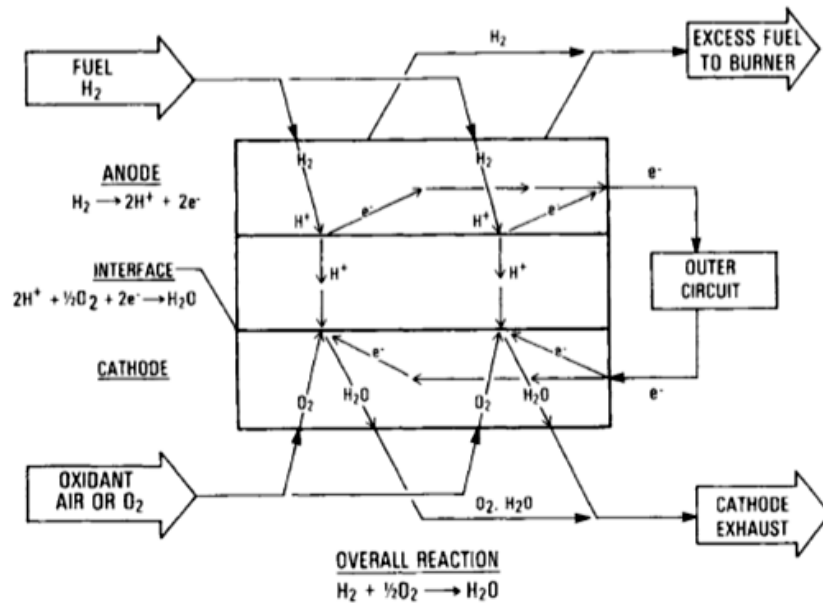 FUEL
H₂
H₂
EXCESS FUEL
TO BURNER
ANODE
H₂ → 2H⁺ + 2e⁻
H₂
H₂
e⁻
e⁻
e⁻
H⁺
H⁺
INTERFACE
2H⁺ + ½O₂ + 2e⁻ → H₂O
H⁺
H⁺
OUTER
CIRCUIT
CATHODE
e⁻
e⁻
e⁻
O₂
H₂O
O₂
H₂O
OXIDANT
AIR OR O₂
O₂. H₂O
CATHODE
EXHAUST
OVERALL REACTION
H₂ + ½O₂ → H₂O